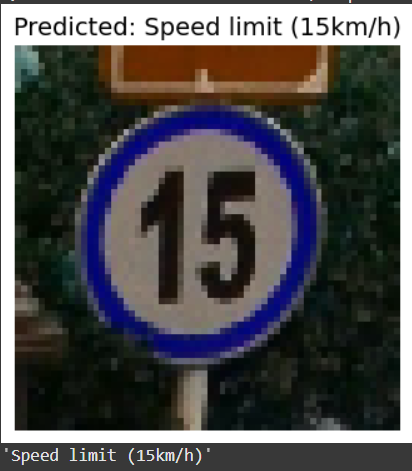 Predicted: Speed limit (15km/h)
15
'Speed limit (15km/h)'